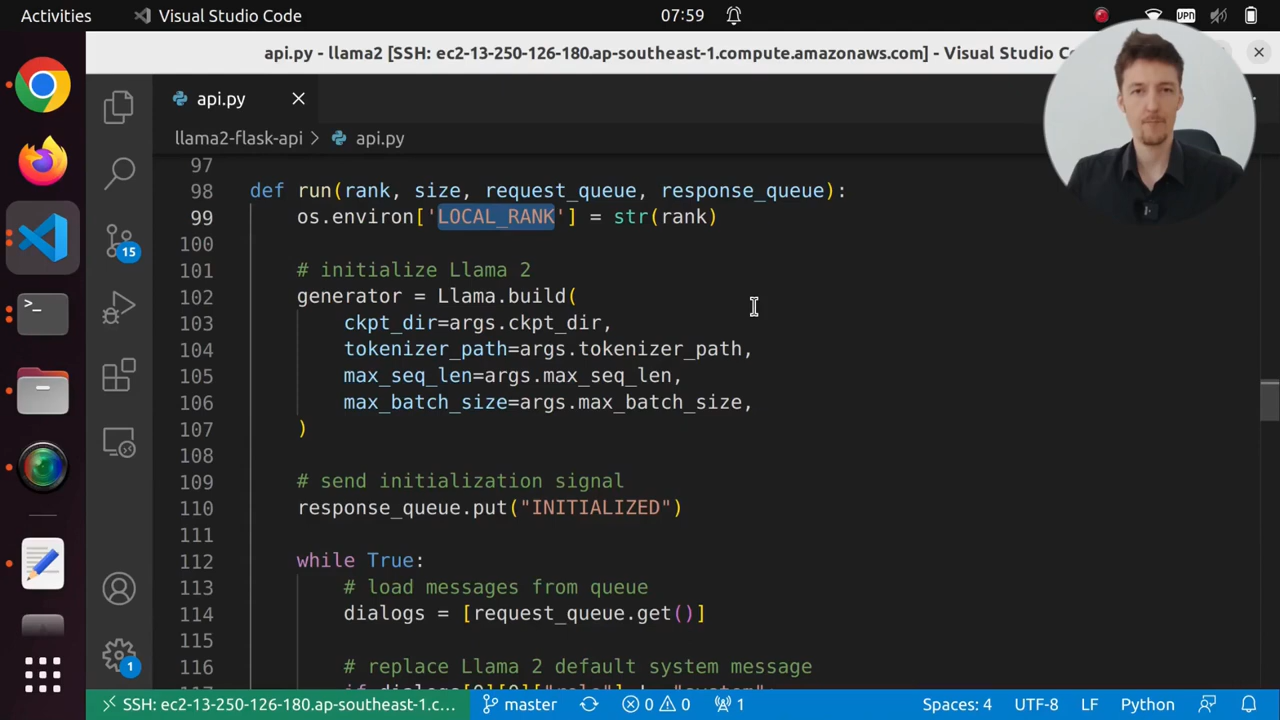 Activities
Visual Studio Code
07:59
VPN
api.py - llama2 [SSH: ec2-13-250-126-180.ap-southeast-1.compute.amazonaws.com] - Visual Studio Co
api.py
llama2-flask-api > api.py
97
98 def run(rank, size, request_queue, response_queue):
99 os.environ['LOCAL_RANK'] = str(rank)
100
101 # initialize Llama 2
102 generator = Llama.build(
103 ckpt_dir=args.ckpt_dir,
104 tokenizer_path=args.tokenizer_path,
105 max_seq_len=args.max_seq_len,
106 max_batch_size=args.max_batch_size,
107 )
108
109 # send initialization signal
110 response_queue.put("INITIALIZED")
111
112 while True:
113 # load messages from queue
114 dialogs = [request_queue.get()]
115
116 # replace Llama 2 default system message
15
1
SSH: ec2-13-250-126-180.ap-southeast-1.c...
master
0
0
1
Spaces: 4
UTF-8
LF
Python